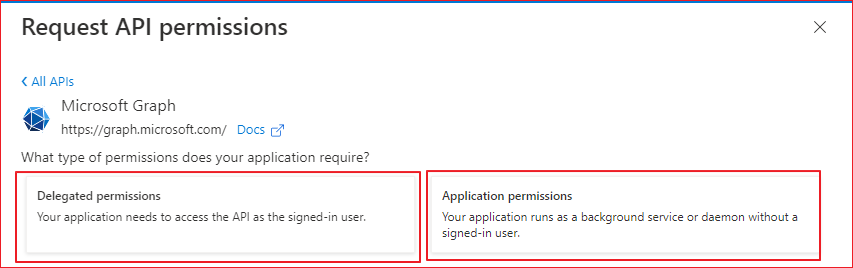 Request API permissions
All APIs
Microsoft Graph
https://graph.microsoft.com/ Docs
What type of permissions does your application require?
Delegated permissions
Your application needs to access the API as the signed-in user.
Application permissions
Your application runs as a background service or daemon without a
signed-in user.